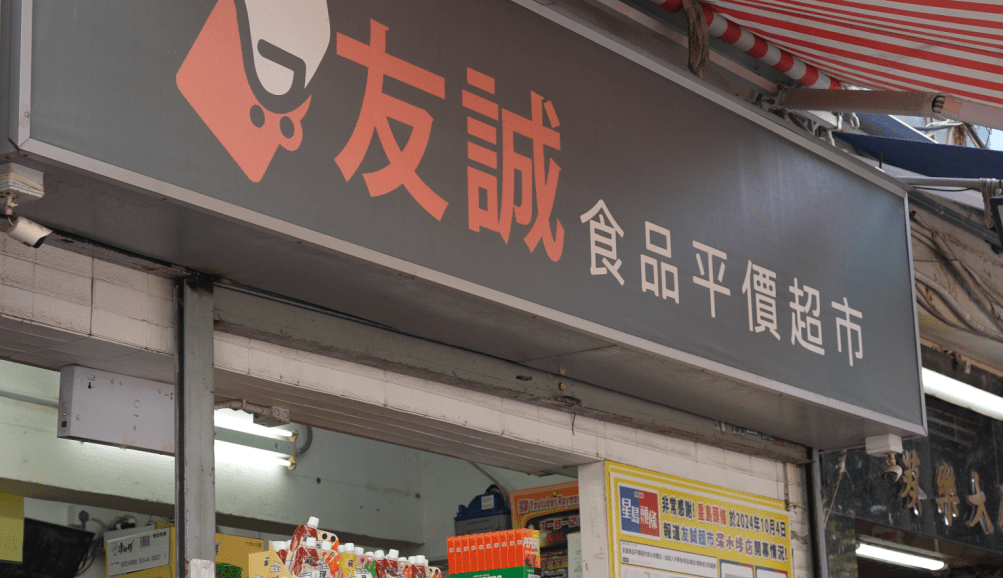 友誠
食品平價超市
星島頭條
非常感謝! 星島頭條 於2024年10月4日
報道友誠超市深水埗店開幕情況!
大樂